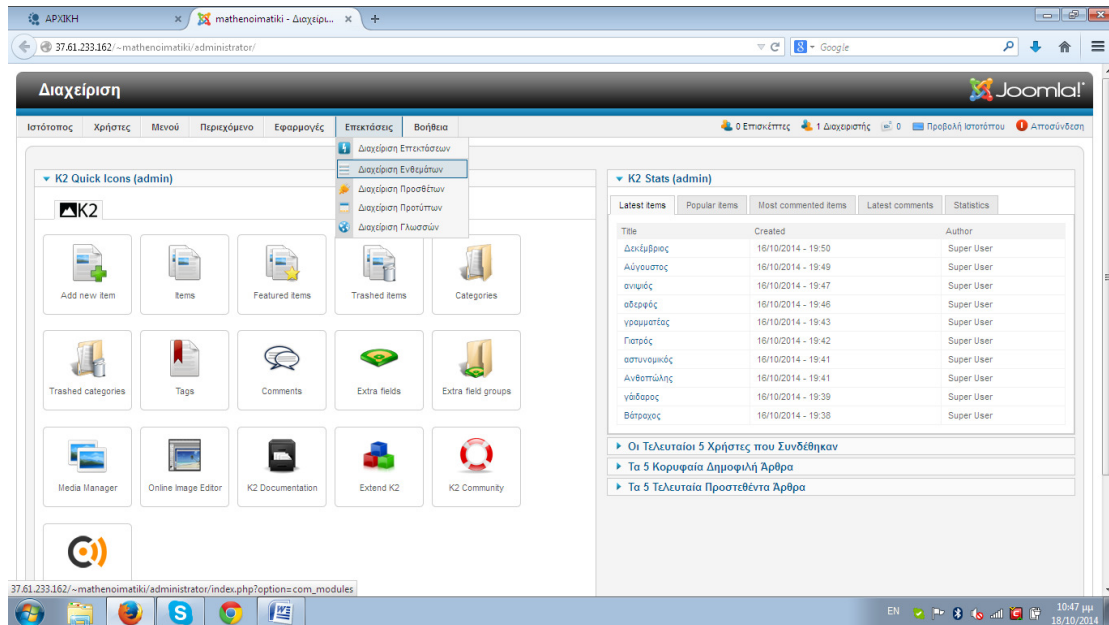 ΑΡΧΙΚΗ
mathenoimatiki - Διαχείρι...
37.61.233.162/~mathenoimatiki/administrator/
Google
Διαχείριση
Joomla!
Ιστότοπος Χρήστες Μενού Περιεχόμενο Εφαρμογές Επεκτάσεις Βοήθεια
0 Επισκέπτες 1 Διαχειριστής 0 Προβολή Ιστοτόπου Αποσύνδεση
Διαχείριση Επεκτάσεων
Διαχείριση Ενθεμάτων
Διαχείριση Προσθέτων
Διαχείριση Προτύπων
Διαχείριση Γλωσσών
K2 Quick Icons (admin)
K2
Add new item Items Featured items Trashed items Categories
Trashed categories Tags Comments Extra fields Extra field groups
Media Manager Online Image Editor K2 Documentation Extend K2 K2 Community
K2 Stats (admin)
Latest items Popular items Most commented items Latest comments Statistics
Title Created Author
Δεκέμβριος 16/10/2014 - 19:50 Super User
Αύγουστος 16/10/2014 - 19:49 Super User
ανιψιός 16/10/2014 - 19:47 Super User
αδερφός 16/10/2014 - 19:46 Super User
γραμματέας 16/10/2014 - 19:43 Super User
Γιατρός 16/10/2014 - 19:42 Super User
αστυνομικός 16/10/2014 - 19:41 Super User
Ανθοπώλης 16/10/2014 - 19:41 Super User
γάιδαρος 16/10/2014 - 19:39 Super User
Βάτραχος 16/10/2014 - 19:38 Super User
Οι Τελευταίοι 5 Χρήστες που Συνδέθηκαν
Τα 5 Κορυφαία Δημοφιλή Άρθρα
Τα 5 Τελευταία Προστεθέντα Άρθρα
37.61.233.162/~mathenoimatiki/administrator/index.php?option=com_modules
EN
10:47 μμ
18/10/2014